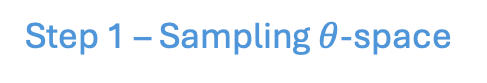 Step 1 – Sampling 𝜃-space